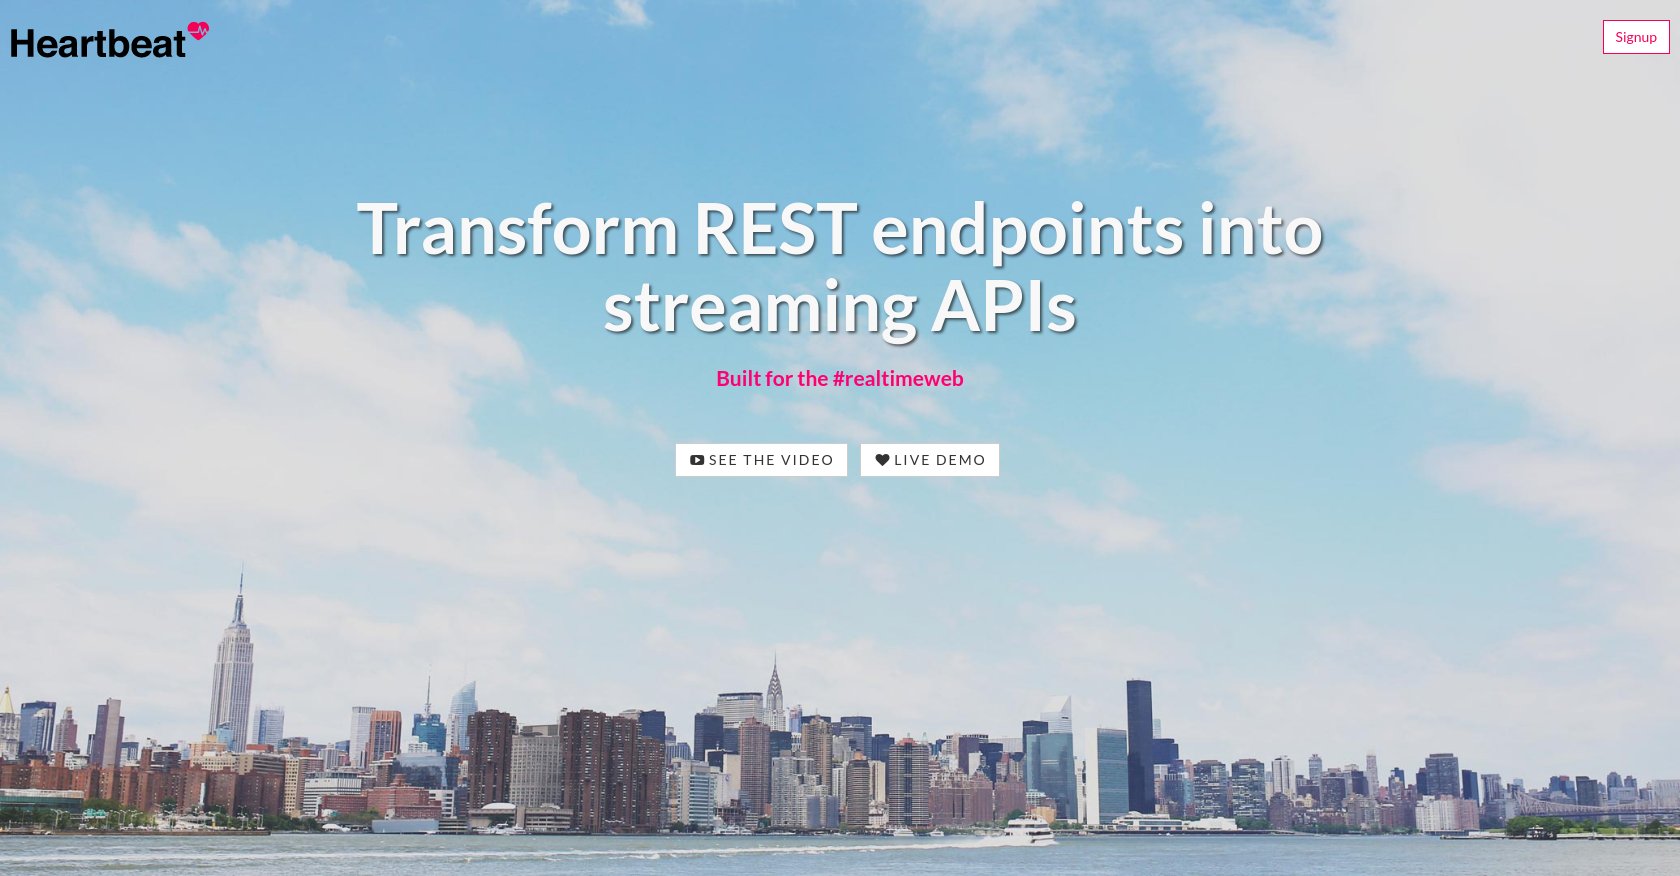 Heartbeat
Signup
Transform REST endpoints into
streaming APIs
Built for the #realtimeweb
SEE THE VIDEO
LIVE DEMO